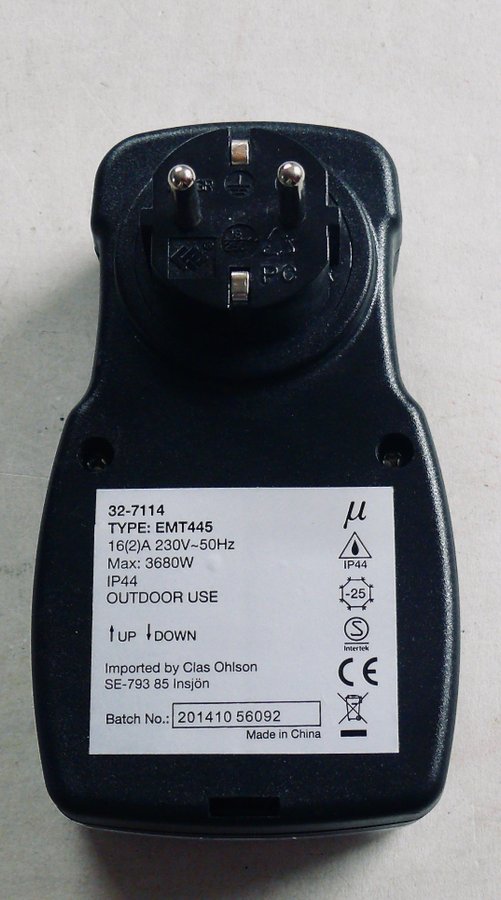 PC
32-7114
TYPE: EMT445
16(2)A 230V~50Hz
Max: 3680W
IP44
OUTDOOR USE
↑UP ↓DOWN
Imported by Clas Ohlson
SE-793 85 Insjön
Batch No.: 201410 56092
Made in China
µ
IP44
-25
S
Intertek
CE